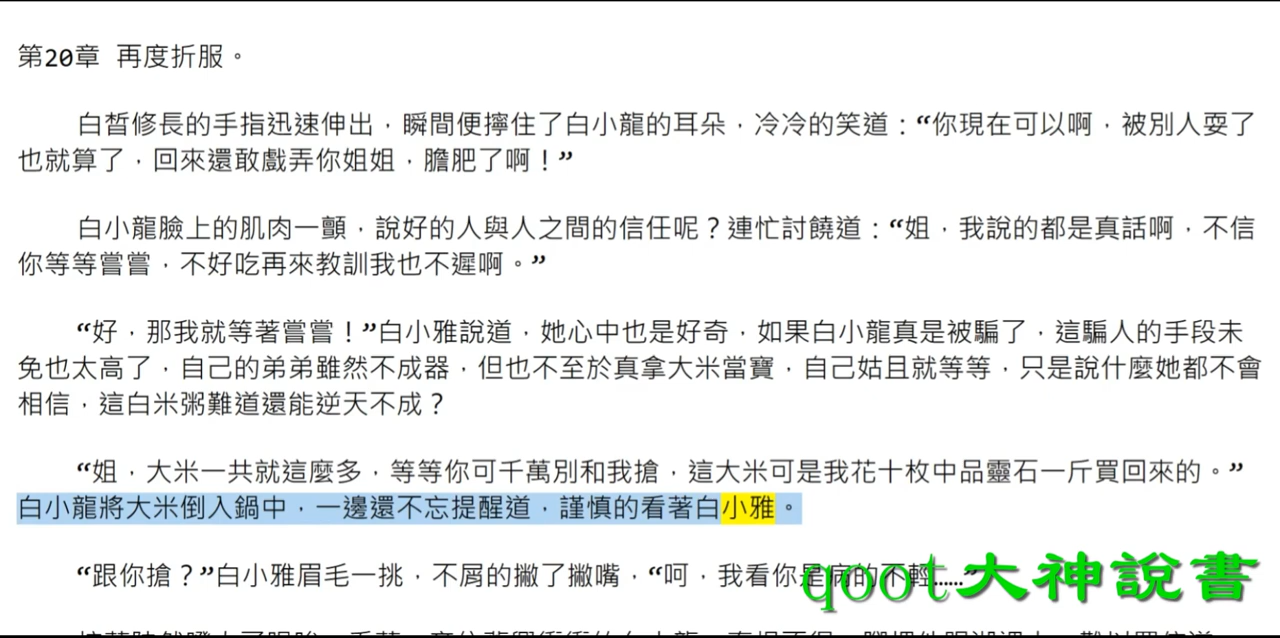 第20章 再度折服。
白皙修長的手指迅速伸出，瞬間便擰住了白小龍的耳朵，冷冷的笑道：“你現在可以啊，被別人耍了
也就算了，回來還敢戲弄你姐姐，膽肥了啊！”
白小龍臉上的肌肉一顫，說好的人與人之間的信任呢？連忙討饒道：“姐，我說的都是真話啊，不信
你等等嘗嘗，不好吃再來教訓我也不遲啊。”
“好，那我就等著嘗嘗！”白小雅說道，她心中也是好奇，如果白小龍真是被騙了，這騙人的手段未
免也太高了，自己的弟弟雖然不成器，但也不至於真拿大米當寶，自己姑且就等等，只是說什麼她都不會
相信，這白米粥難道還能逆天不成？
“姐，大米一共就這麼多，等等你可千萬別和我搶，這大米可是我花十枚中品靈石一斤買回來的。”
白小龍將大米倒入鍋中，一邊還不忘提醒道，謹慎的看著白小雅。
“跟你搶？”白小雅眉毛一挑，不屑的撇了撇嘴，“呵，我看你是病的不輕……”
qoot大神說書